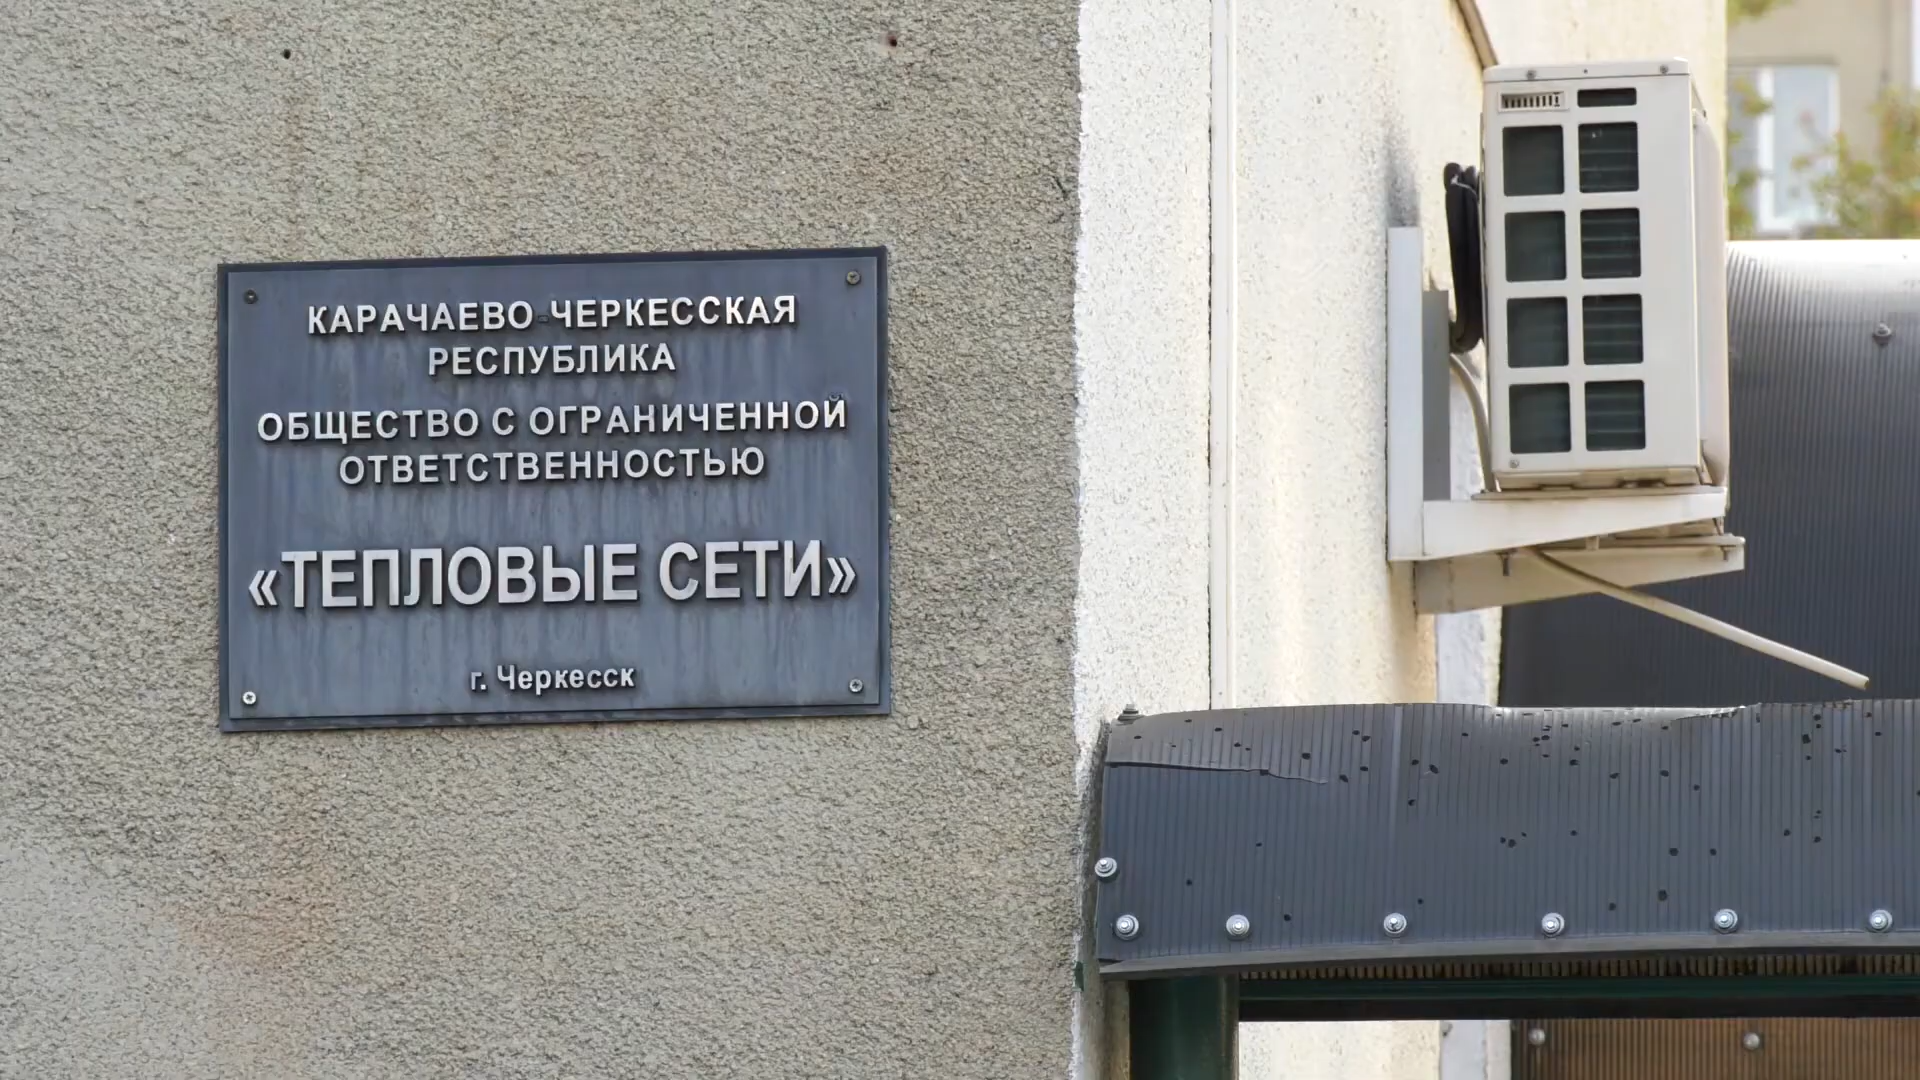 КАРАЧАЕВО-ЧЕРКЕССКАЯ
РЕСПУБЛИКА
ОБЩЕСТВО С ОГРАНИЧЕННОЙ
ОТВЕТСТВЕННОСТЬЮ
«ТЕПЛОВЫЕ СЕТИ»
г. Черкесск